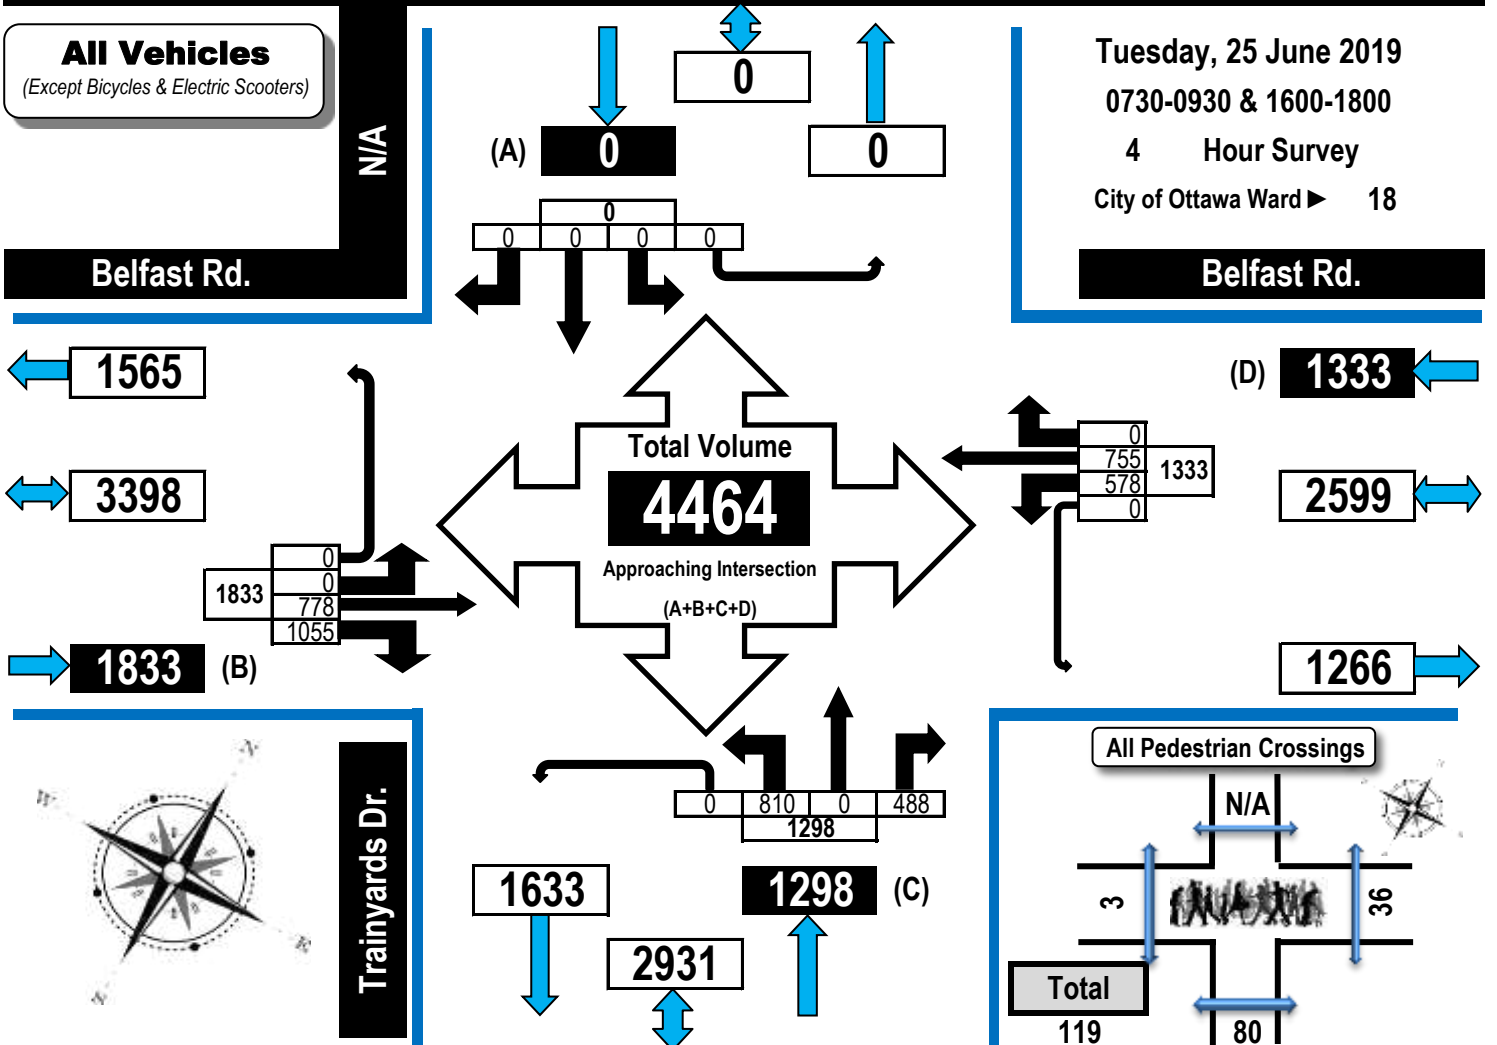 All Vehicles
(Except Bicycles & Electric Scooters)
N/A
Belfast Rd.
0
0
(A) 0
0
0 0 0 0
Tuesday, 25 June 2019
0730-0930 & 1600-1800
4 Hour Survey
City of Ottawa Ward ► 18
Belfast Rd.
1565
3398
0
0
1833
778
1055
1833 (B)
Total Volume
4464
Approaching Intersection
(A+B+C+D)
(D) 1333
0
755
1333
578
0
2599
1266
N
W
E
S
Trainyards Dr.
0 810 0 488
1298
1633
1298 (C)
2931
All Pedestrian Crossings
N/A
3
36
Total
119
80